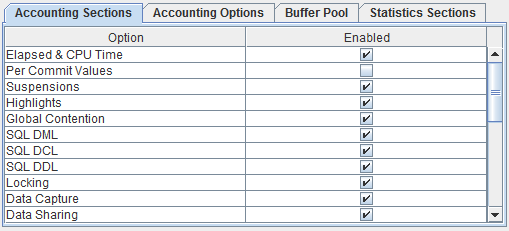 Accounting Sections Accounting Options Buffer Pool Statistics Sections
Option Enabled
Elapsed & CPU Time
Per Commit Values
Suspensions
Highlights
Global Contention
SQL DML
SQL DCL
SQL DDL
Locking
Data Capture
Data Sharing